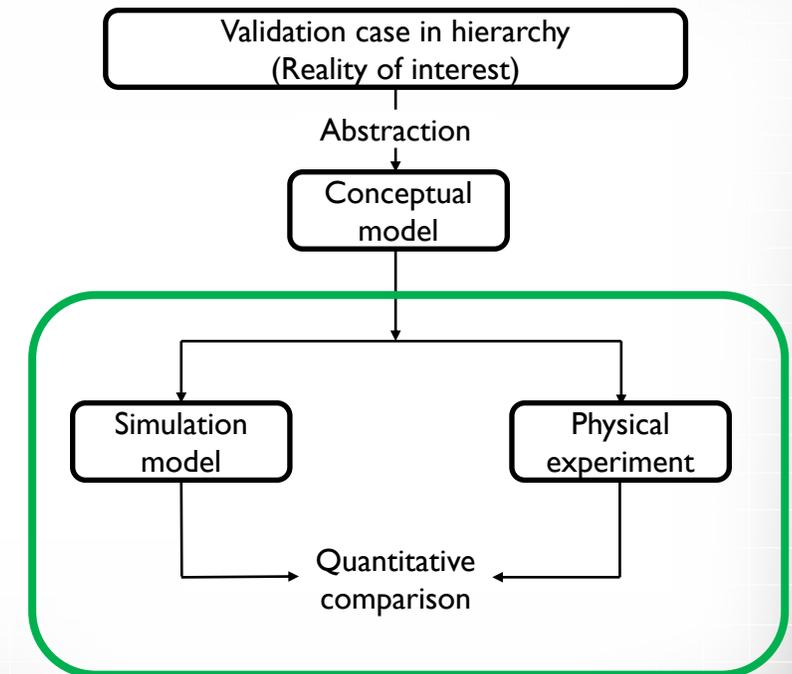 Validation case in hierarchy
(Reality of interest)
Abstraction
Conceptual
model
Simulation
model
Physical
experiment
Quantitative
comparison